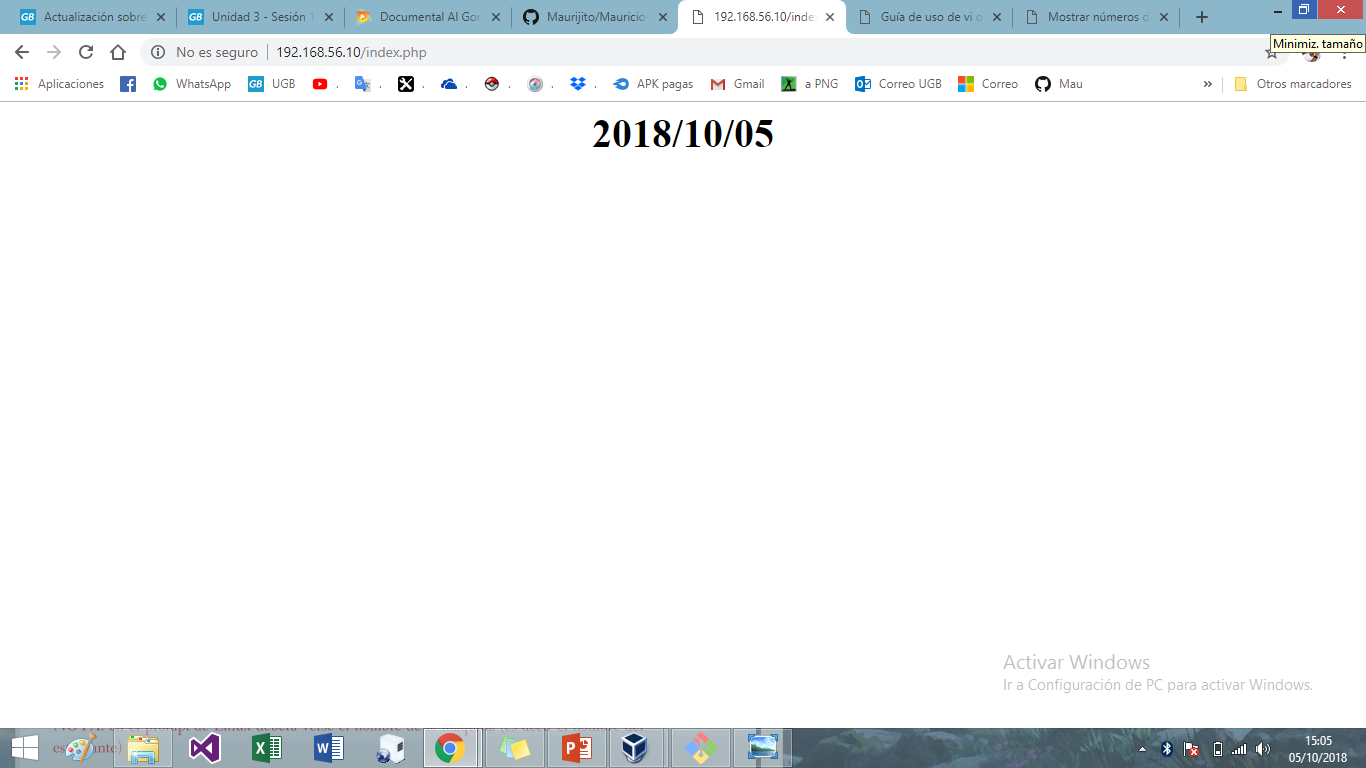 Actualización sobre
Unidad 3 - Sesión 1
Documental Al Gor
Maurijito/Mauricio-
192.168.56.10/index
Guía de uso de vi o
Mostrar números d
No es seguro 192.168.56.10/index.php
Minimiz. tamaño
Aplicaciones WhatsApp UGB . . . . . . . APK pagas Gmail a PNG Correo UGB Correo Mau » Otros marcadores
2018/10/05
Activar Windows
Ir a Configuración de PC para activar Windows.
15:05
05/10/2018